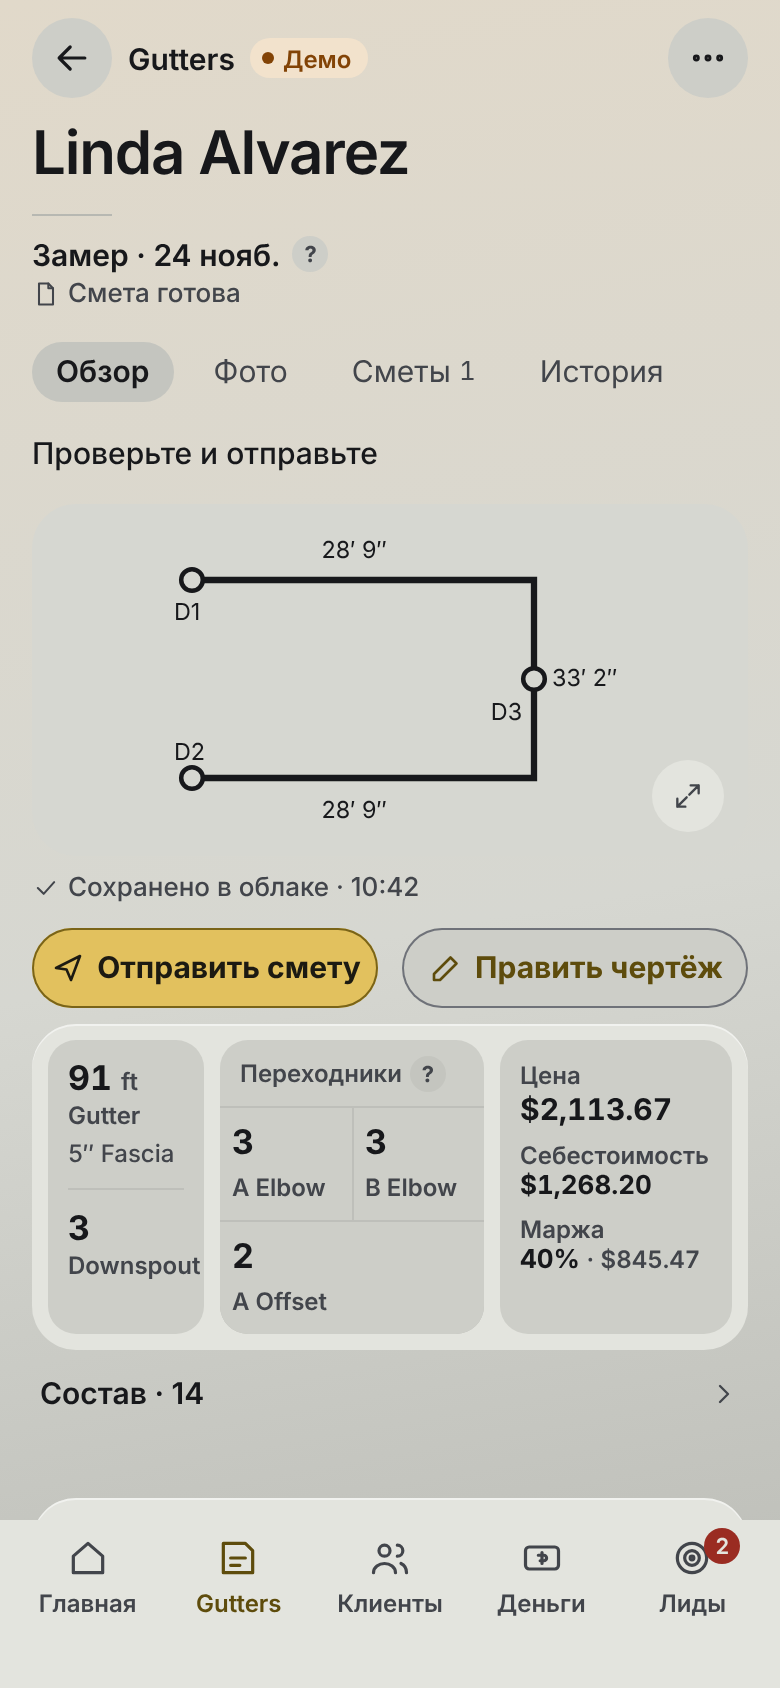 Gutters
Демо
Linda Alvarez
Замер · 24 нояб. ?
Смета готова
Обзор
Фото
Сметы 1
История
Проверьте и отправьте
28′ 9″
D1
33′ 2″
D3
D2
28′ 9″
Сохранено в облаке · 10:42
Отправить смету
Править чертёж
91 ft
Gutter
5″ Fascia
3
Downspout
Переходники ?
3
A Elbow
3
B Elbow
2
A Offset
Цена
$2,113.67
Себестоимость
$1,268.20
Маржа
40% · $845.47
Состав · 14
Главная
Gutters
Клиенты
Деньги
2
Лиды